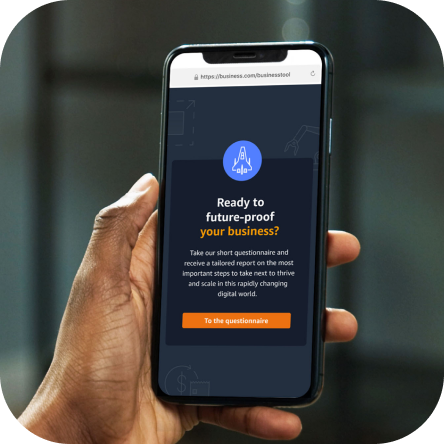 https://business.com/businesstool
Ready to
future-proof
your business?
Take our short questionnaire and
receive a tailored report on the most
important steps to take next to thrive
and scale in this rapidly changing
digital world.
To the questionnaire